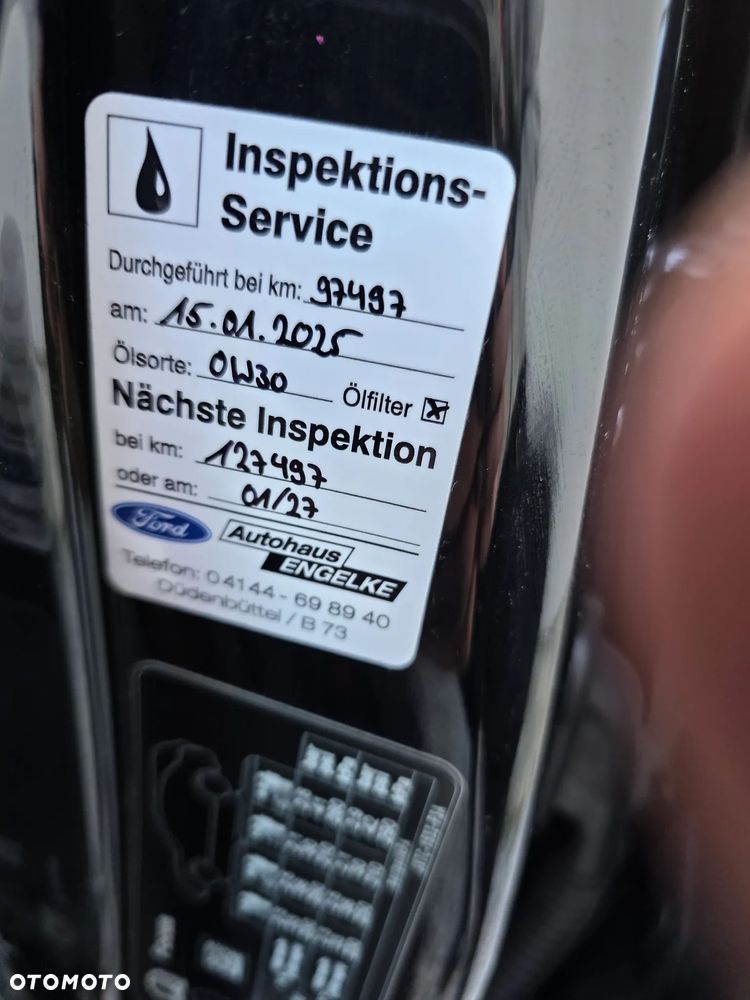 Inspektions-
Service
Durchgeführt bei km: 97497
am: 15.01.2025
Ölsorte: 0W30 Ölfilter
Nächste Inspektion
bei km: 127497
oder am: 01/27
Ford Autohaus
ENGELKE
Telefon: 04144 - 69 89 40
Düdenbüttel / B 73
OTOMOTO